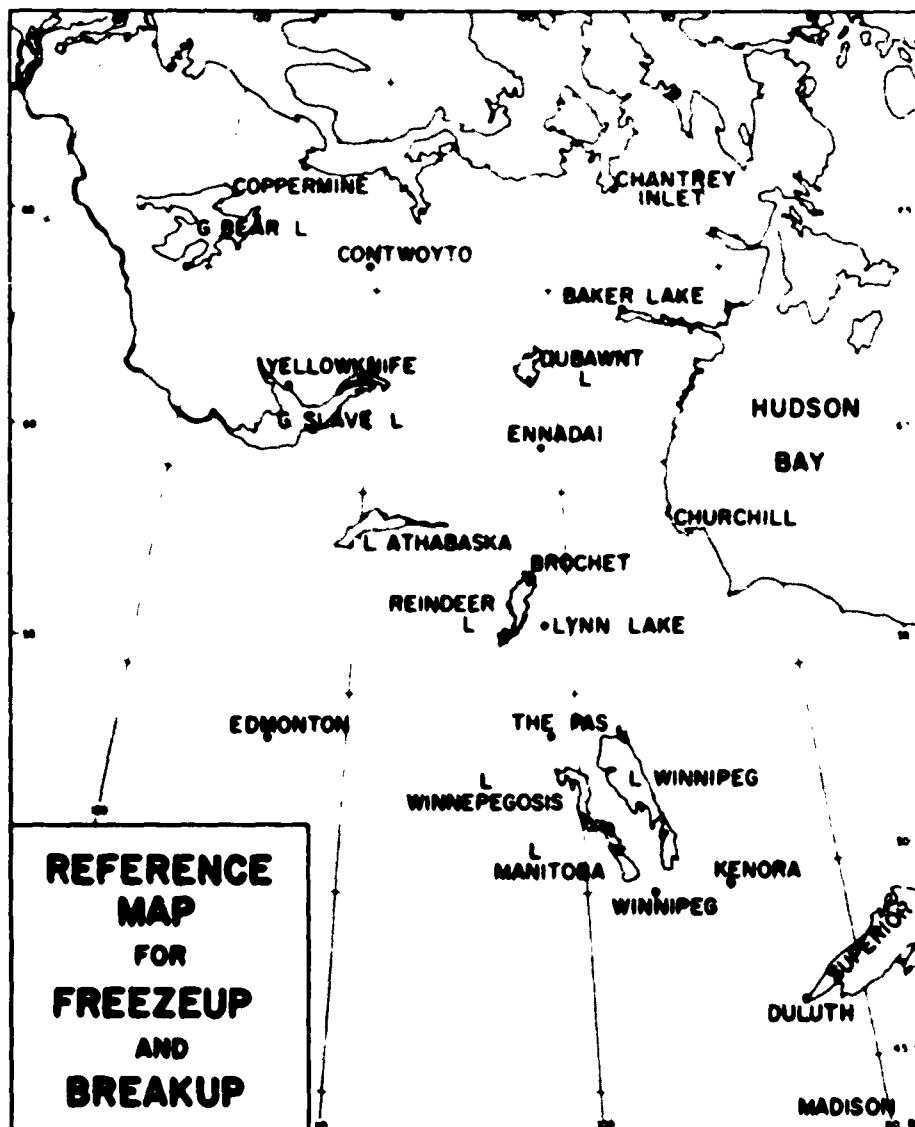 COPPERMINE
G BEAR L
CHANTREY
INLET
CONTWOYTO
BAKER LAKE
YELLOWKNIFE
DUBAWNT
L
G SLAVE L
HUDSON
BAY
ENNADAI
CHURCHILL
L ATHABASKA
BROCHET
REINDEER
L
LYNN LAKE
EDMONTON
THE PAS
L WINNIPEG
L
WINNEPEGOSIS
L
MANITOBA
KENORA
WINNIPEG
SUPERIOR
DULUTH
MADISON
REFERENCE
MAP
FOR
FREEZEUP
AND
BREAKUP